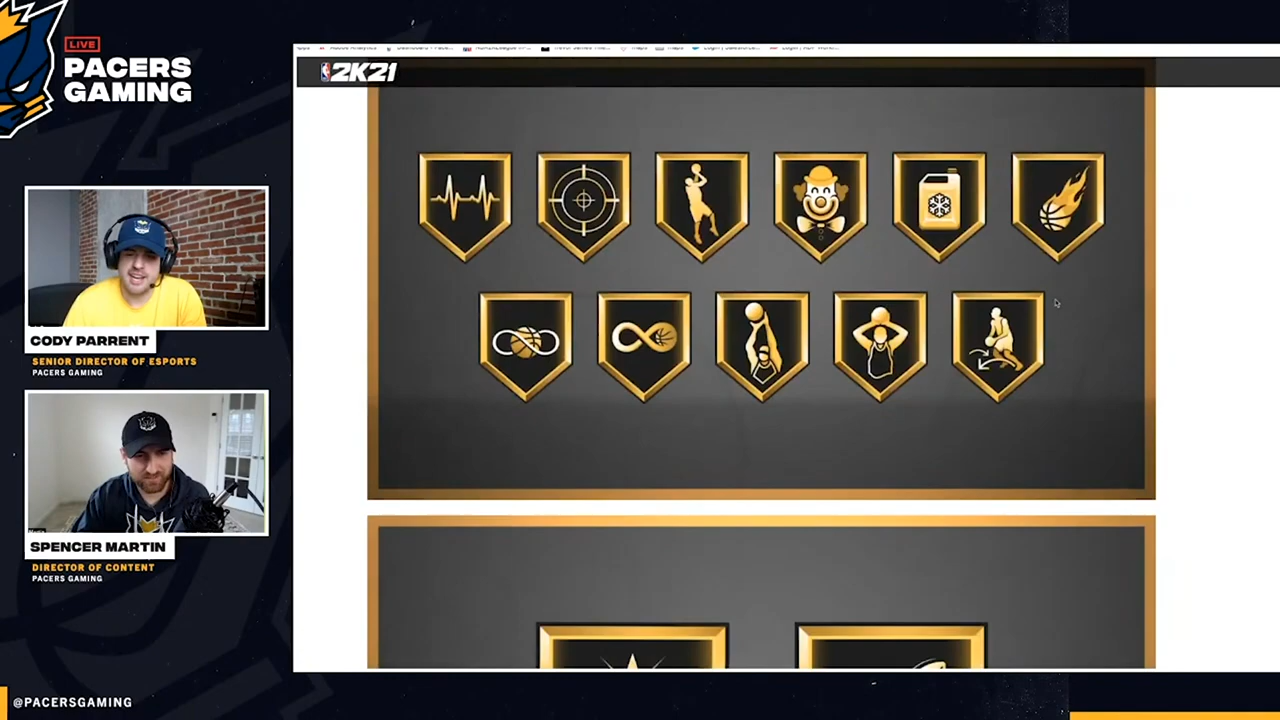 LIVE
PACERS
GAMING
2K21
CODY PARRENT
SENIOR DIRECTOR OF ESPORTS
PACERS GAMING
SPENCER MARTIN
DIRECTOR OF CONTENT
PACERS GAMING
@PACERSGAMING